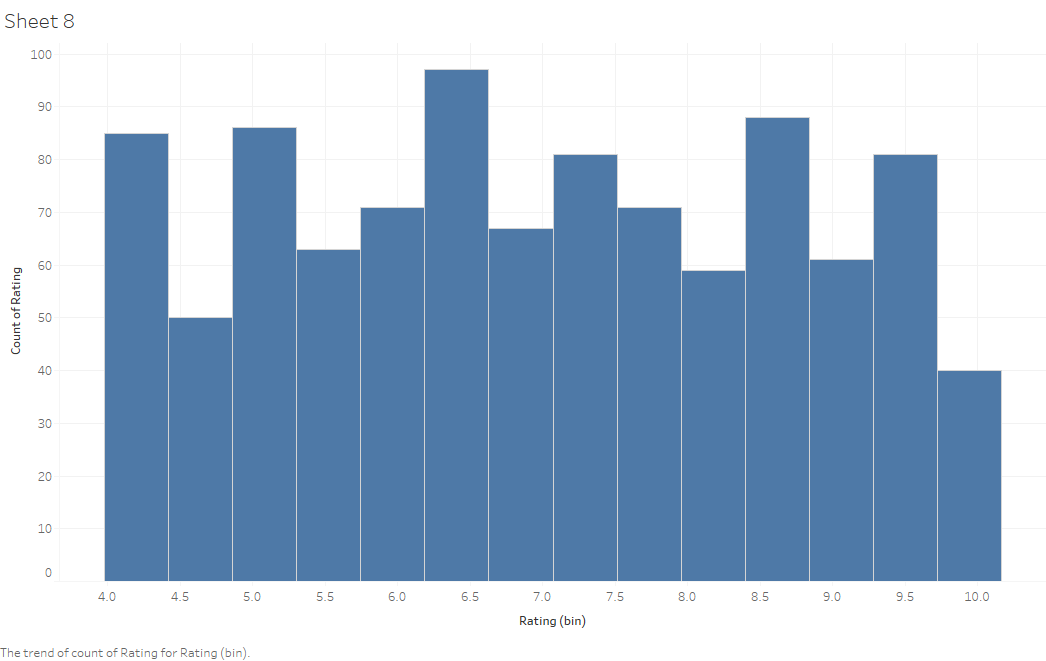 Sheet 8
100
90
80
70
60
50
40
30
20
10
0
Count of Rating
4.0 4.5 5.0 5.5 6.0 6.5 7.0 7.5 8.0 8.5 9.0 9.5 10.0
Rating (bin)
The trend of count of Rating for Rating (bin).